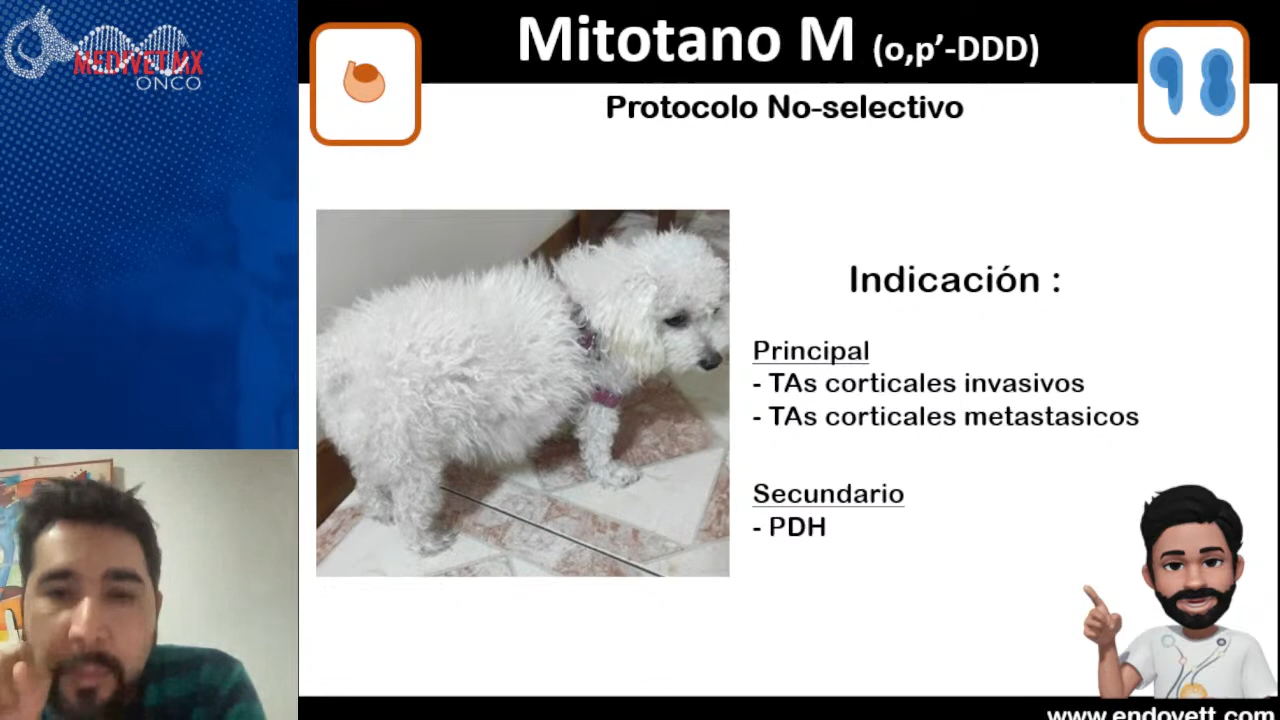 MEDIVET.MX
ONCO
Mitotano M (o,p’-DDD)
Protocolo No-selectivo
Indicación :
Principal
- TAs corticales invasivos
- TAs corticales metastasicos
Secundario
- PDH
www.endovett.com